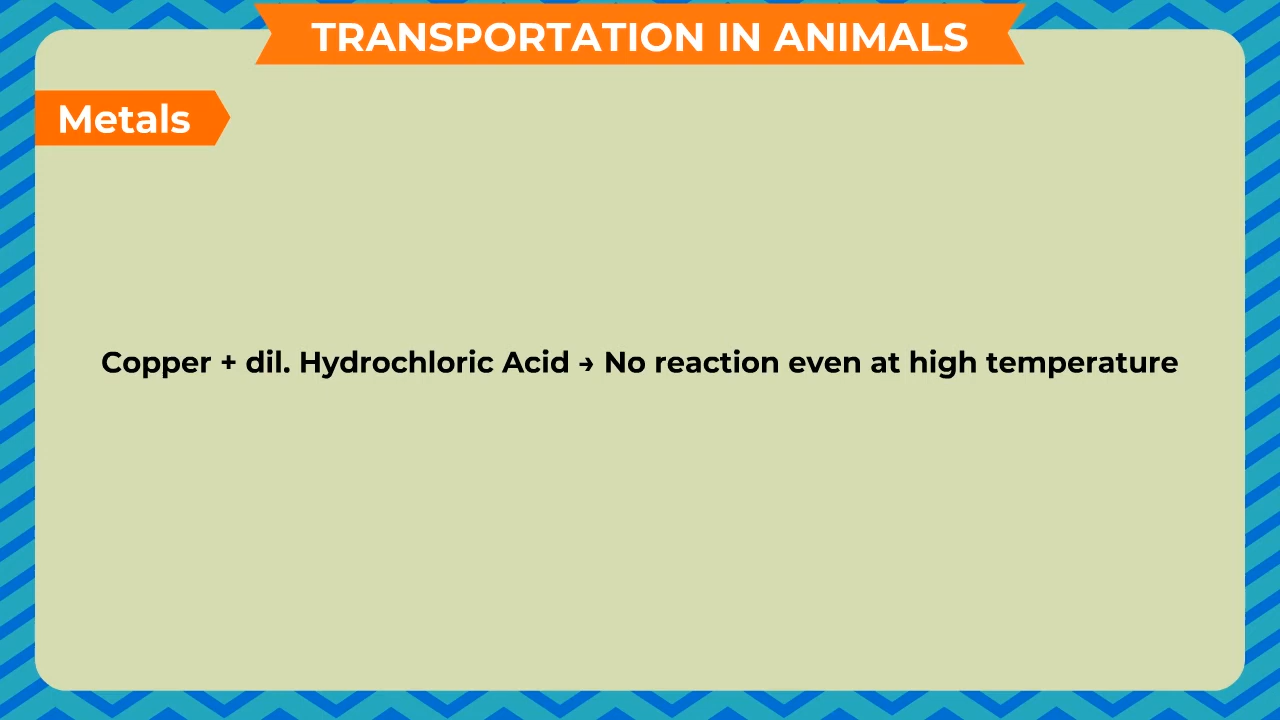 TRANSPORTATION IN ANIMALS
Metals
Copper + dil. Hydrochloric Acid → No reaction even at high temperature